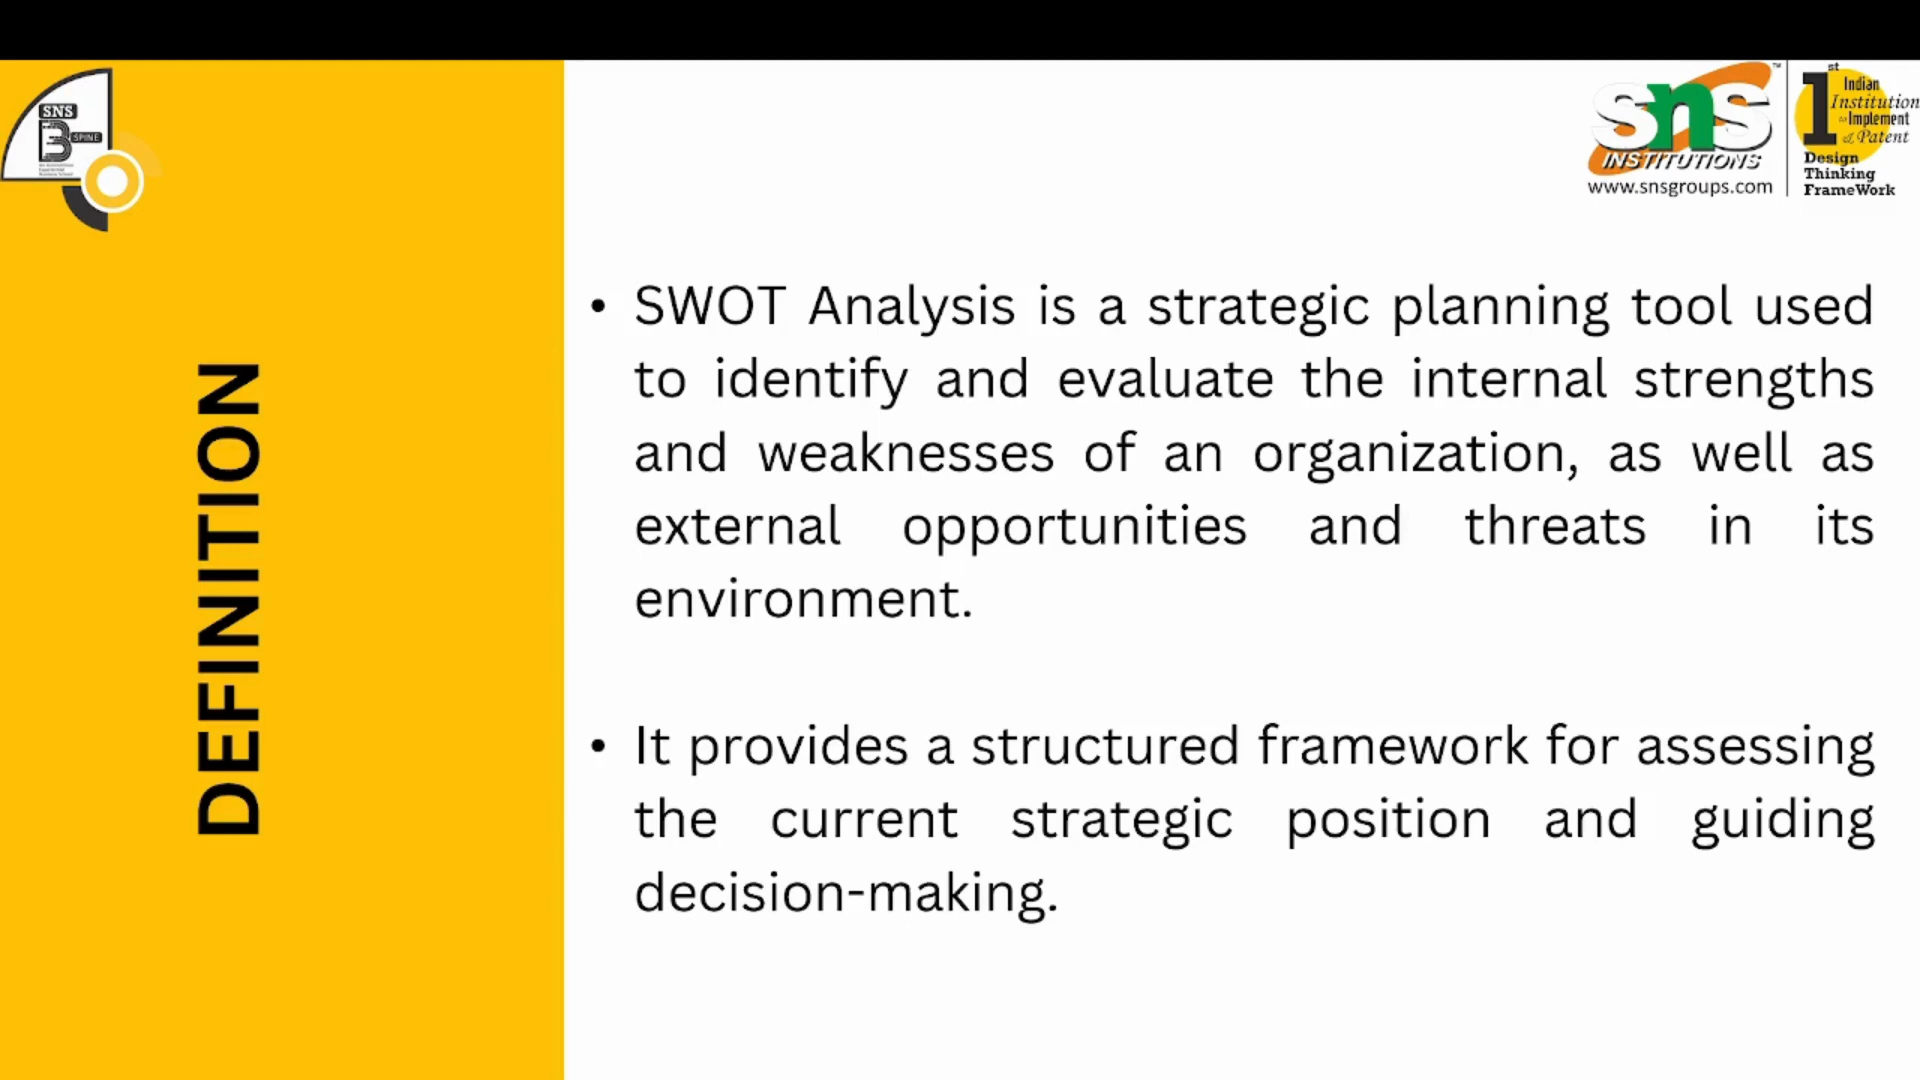 SNS
SPINE
sns
INSTITUTIONS
www.snsgroups.com
1st
Indian
Institution
to Implement
& Patent
Design
Thinking
FrameWork
DEFINITION
• SWOT Analysis is a strategic planning tool used
to identify and evaluate the internal strengths
and weaknesses of an organization, as well as
external opportunities and threats in its
environment.
• It provides a structured framework for assessing
the current strategic position and guiding
decision-making.